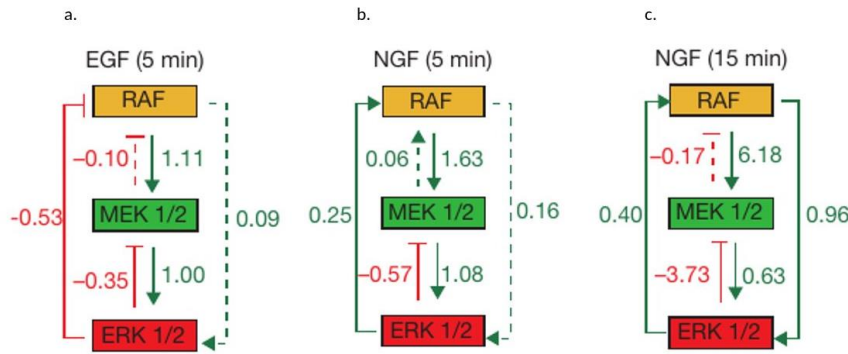 a.
EGF (5 min)
RAF
-0.10
1.11
MEK 1/2
-0.53
0.09
-0.35
1.00
ERK 1/2
b.
NGF (5 min)
RAF
0.06
1.63
MEK 1/2
0.25
0.16
-0.57
1.08
ERK 1/2
c.
NGF (15 min)
RAF
-0.17
6.18
MEK 1/2
0.40
0.96
-3.73
0.63
ERK 1/2